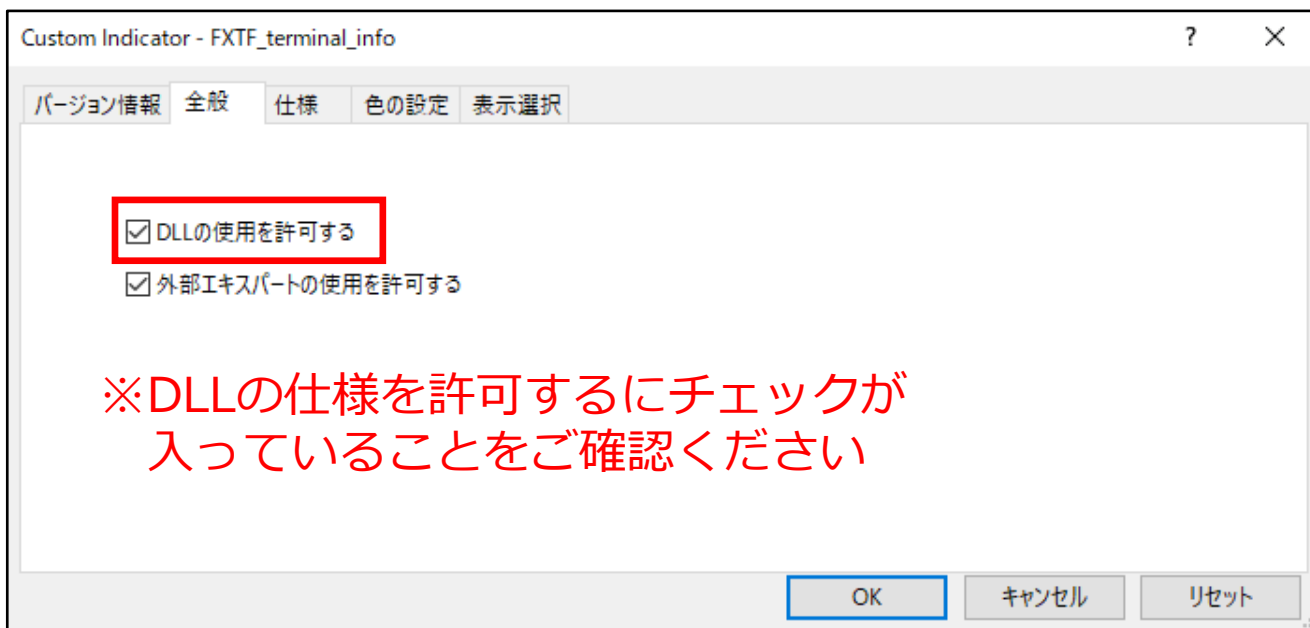 Custom Indicator - FXTF_terminal_info ? ×
バージョン情報 全般 仕様 色の設定 表示選択
DLLの使用を許可する
外部エキスパートの使用を許可する
※DLLの仕様を許可するにチェックが
入っていることをご確認ください
OK キャンセル リセット